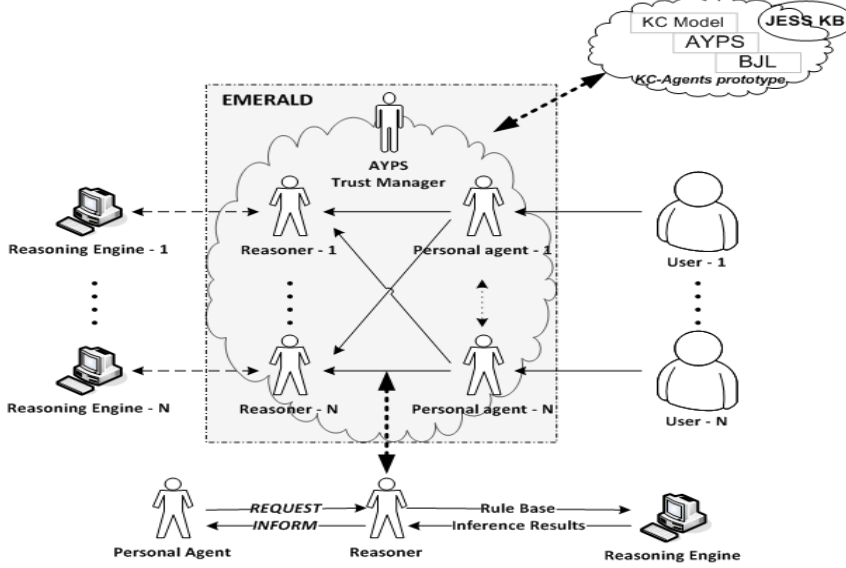 KC Model
JESS KB
AYPS
BJL
KC-Agents prototype
EMERALD
AYPS
Trust Manager
Reasoning Engine - 1
Reasoner - 1
Personal agent - 1
User - 1
Reasoning Engine - N
Reasoner - N
Personal agent - N
User - N
REQUEST
Rule Base
INFORM
Inference Results
Personal Agent
Reasoner
Reasoning Engine